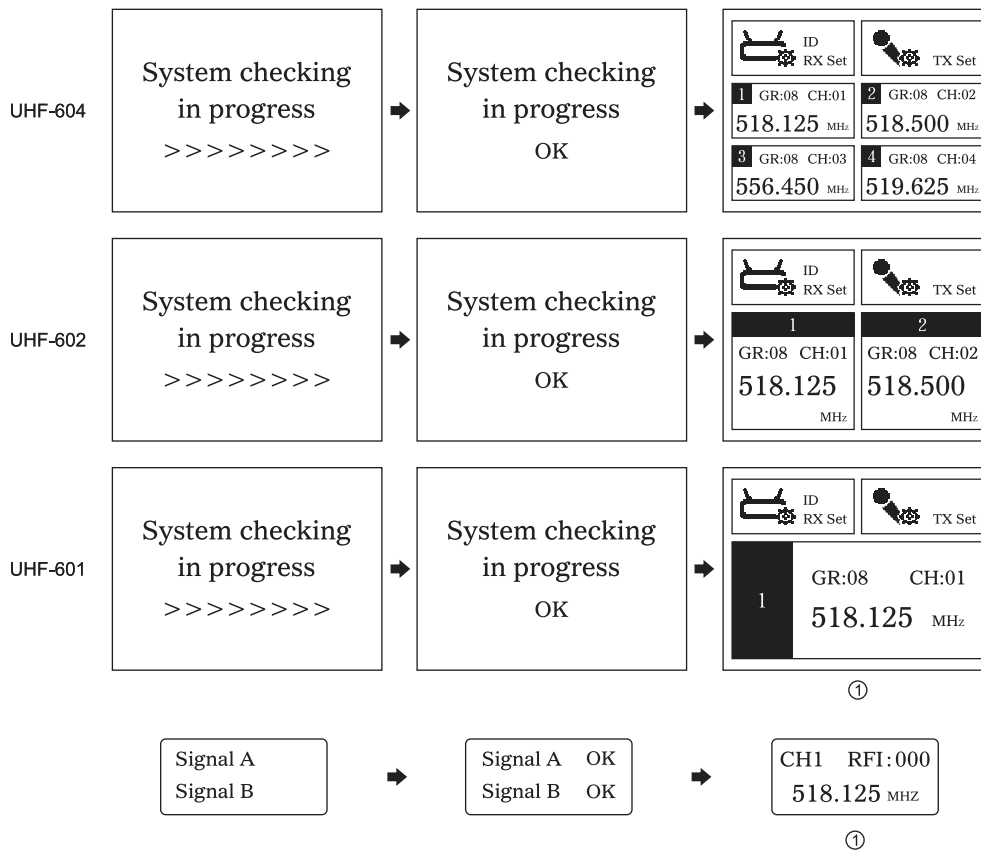 UHF-604
System checking
in progress
>>>>>>>>
System checking
in progress
OK
ID
RX Set
TX Set
1 GR:08 CH:01
518.125 MHz
2 GR:08 CH:02
518.500 MHz
3 GR:08 CH:03
556.450 MHz
4 GR:08 CH:04
519.625 MHz
UHF-602
System checking
in progress
>>>>>>>>
System checking
in progress
OK
ID
RX Set
TX Set
1
GR:08 CH:01
518.125
MHz
2
GR:08 CH:02
518.500
MHz
UHF-601
System checking
in progress
>>>>>>>>
System checking
in progress
OK
ID
RX Set
TX Set
1
GR:08 CH:01
518.125 MHz
①
Signal A
Signal B
Signal A OK
Signal B OK
CH1 RFI:000
518.125 MHZ
①